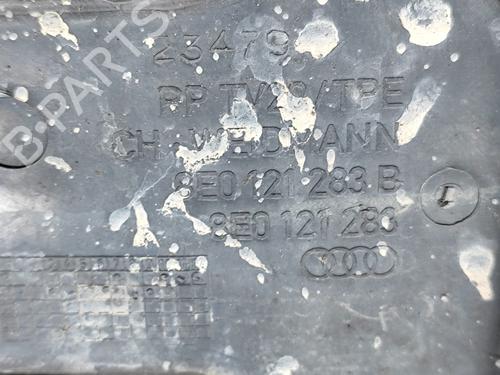 B-PARTS
23479
PP TV20/TPE
CH-WEIDMANN
8E0 121 283 B
8E0 121 283